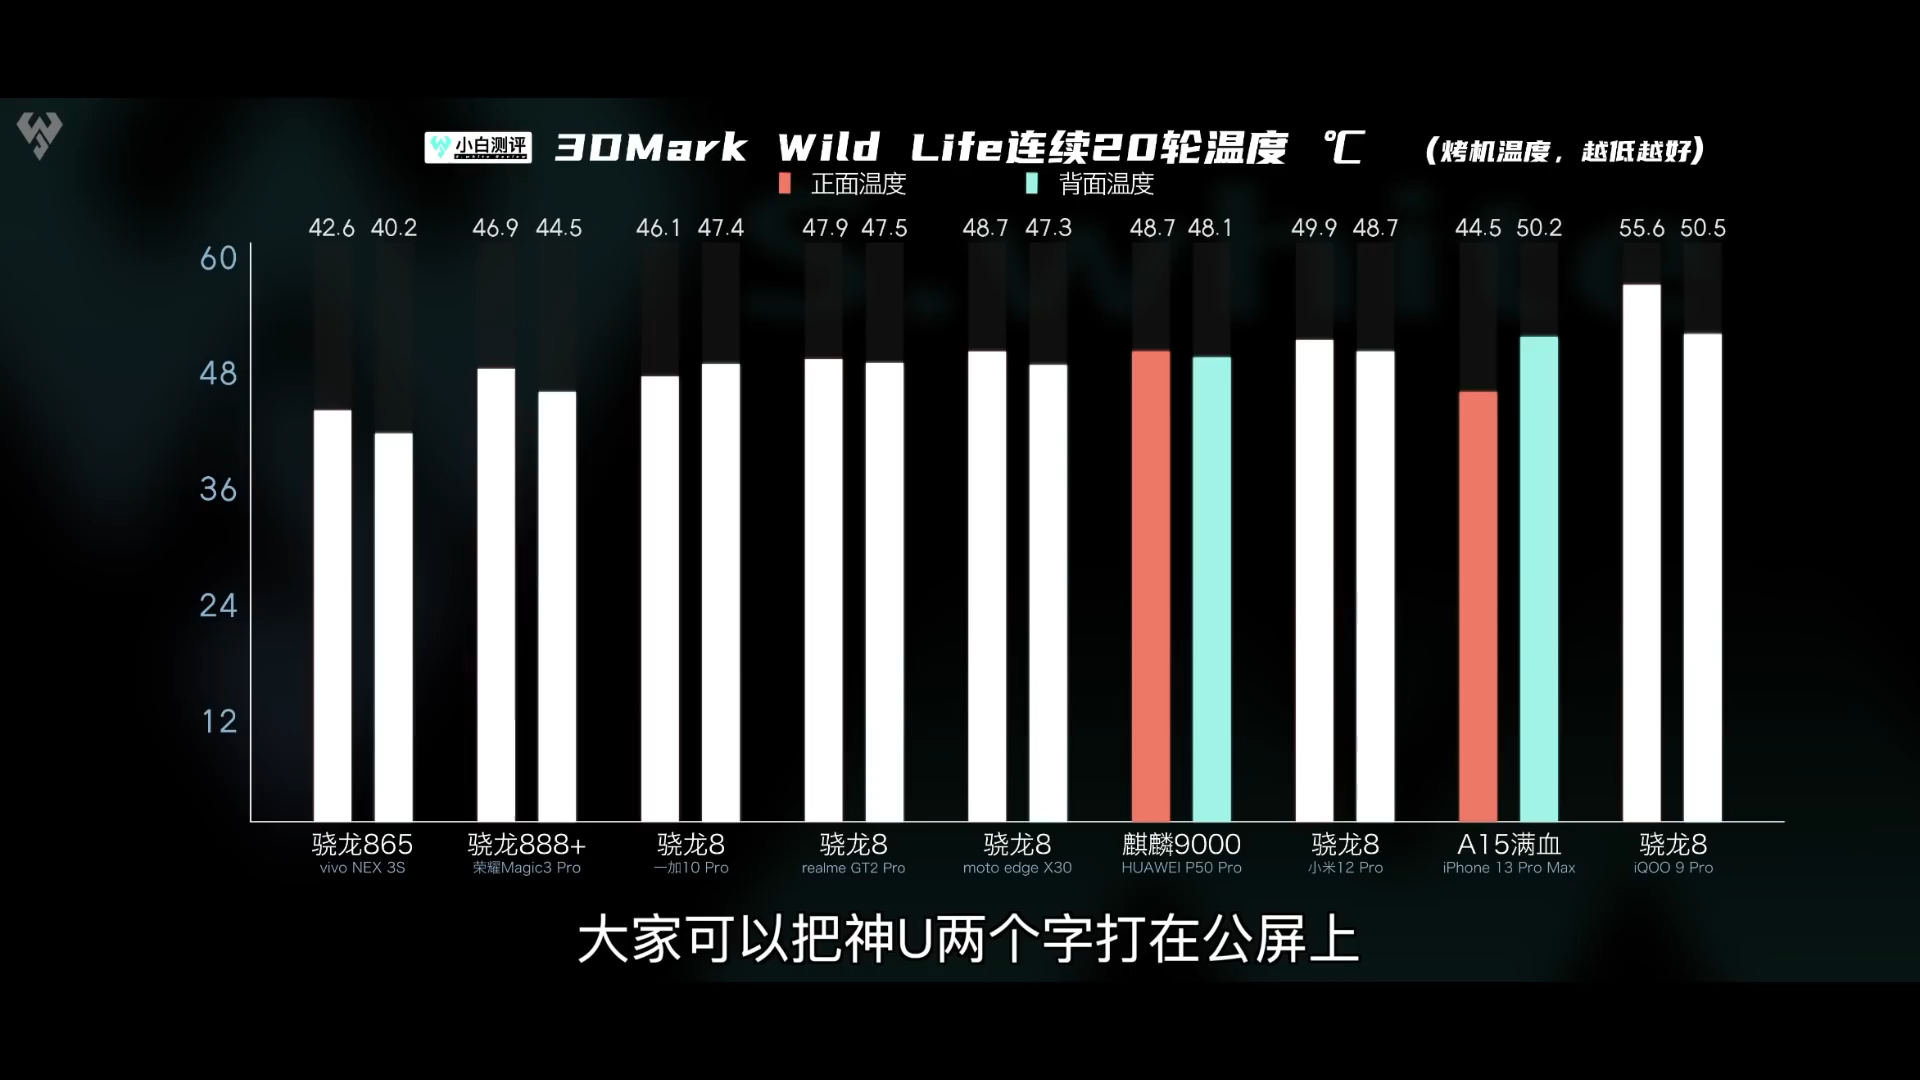 小白测评 3DMark Wild Life连续20轮温度 ℃ (烤机温度，越低越好)
正面温度 背面温度
42.6 40.2 46.9 44.5 46.1 47.4 47.9 47.5 48.7 47.3 48.7 48.1 49.9 48.7 44.5 50.2 55.6 50.5
60
48
36
24
12
骁龙865 骁龙888+ 骁龙8 骁龙8 骁龙8 麒麟9000 骁龙8 A15满血 骁龙8
vivo NEX 3S 荣耀Magic3 Pro 一加10 Pro realme GT2 Pro moto edge X30 HUAWEI P50 Pro 小米12 Pro iPhone 13 Pro Max iQOO 9 Pro
大家可以把神U两个字打在公屏上